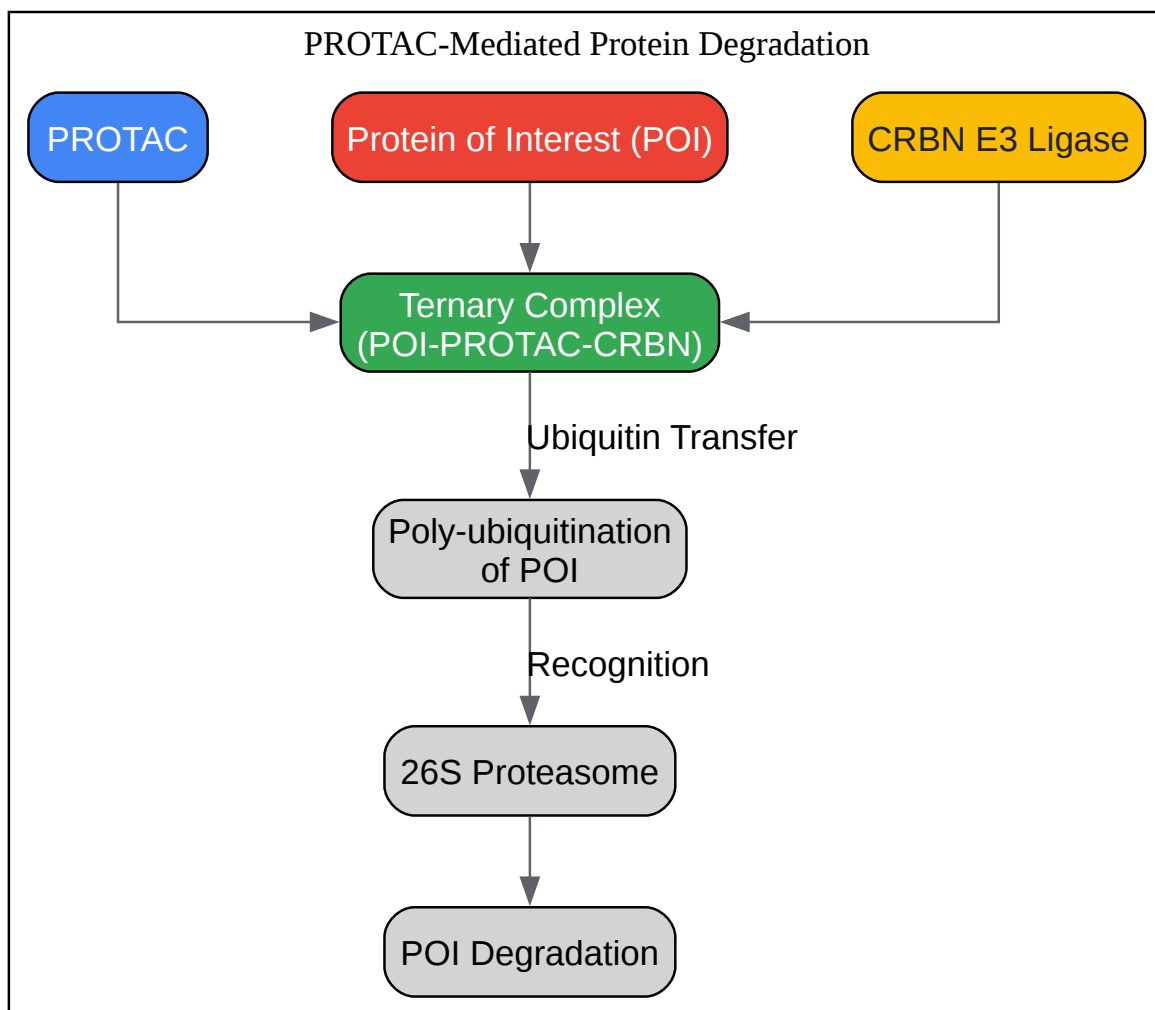 PROTAC-Mediated Protein Degradation
PROTAC
Protein of Interest (POI)
CRBN E3 Ligase
Ternary Complex
(POI-PROTAC-CRBN)
Ubiquitin Transfer
Poly-ubiquitination
of POI
Recognition
26S Proteasome
POI Degradation